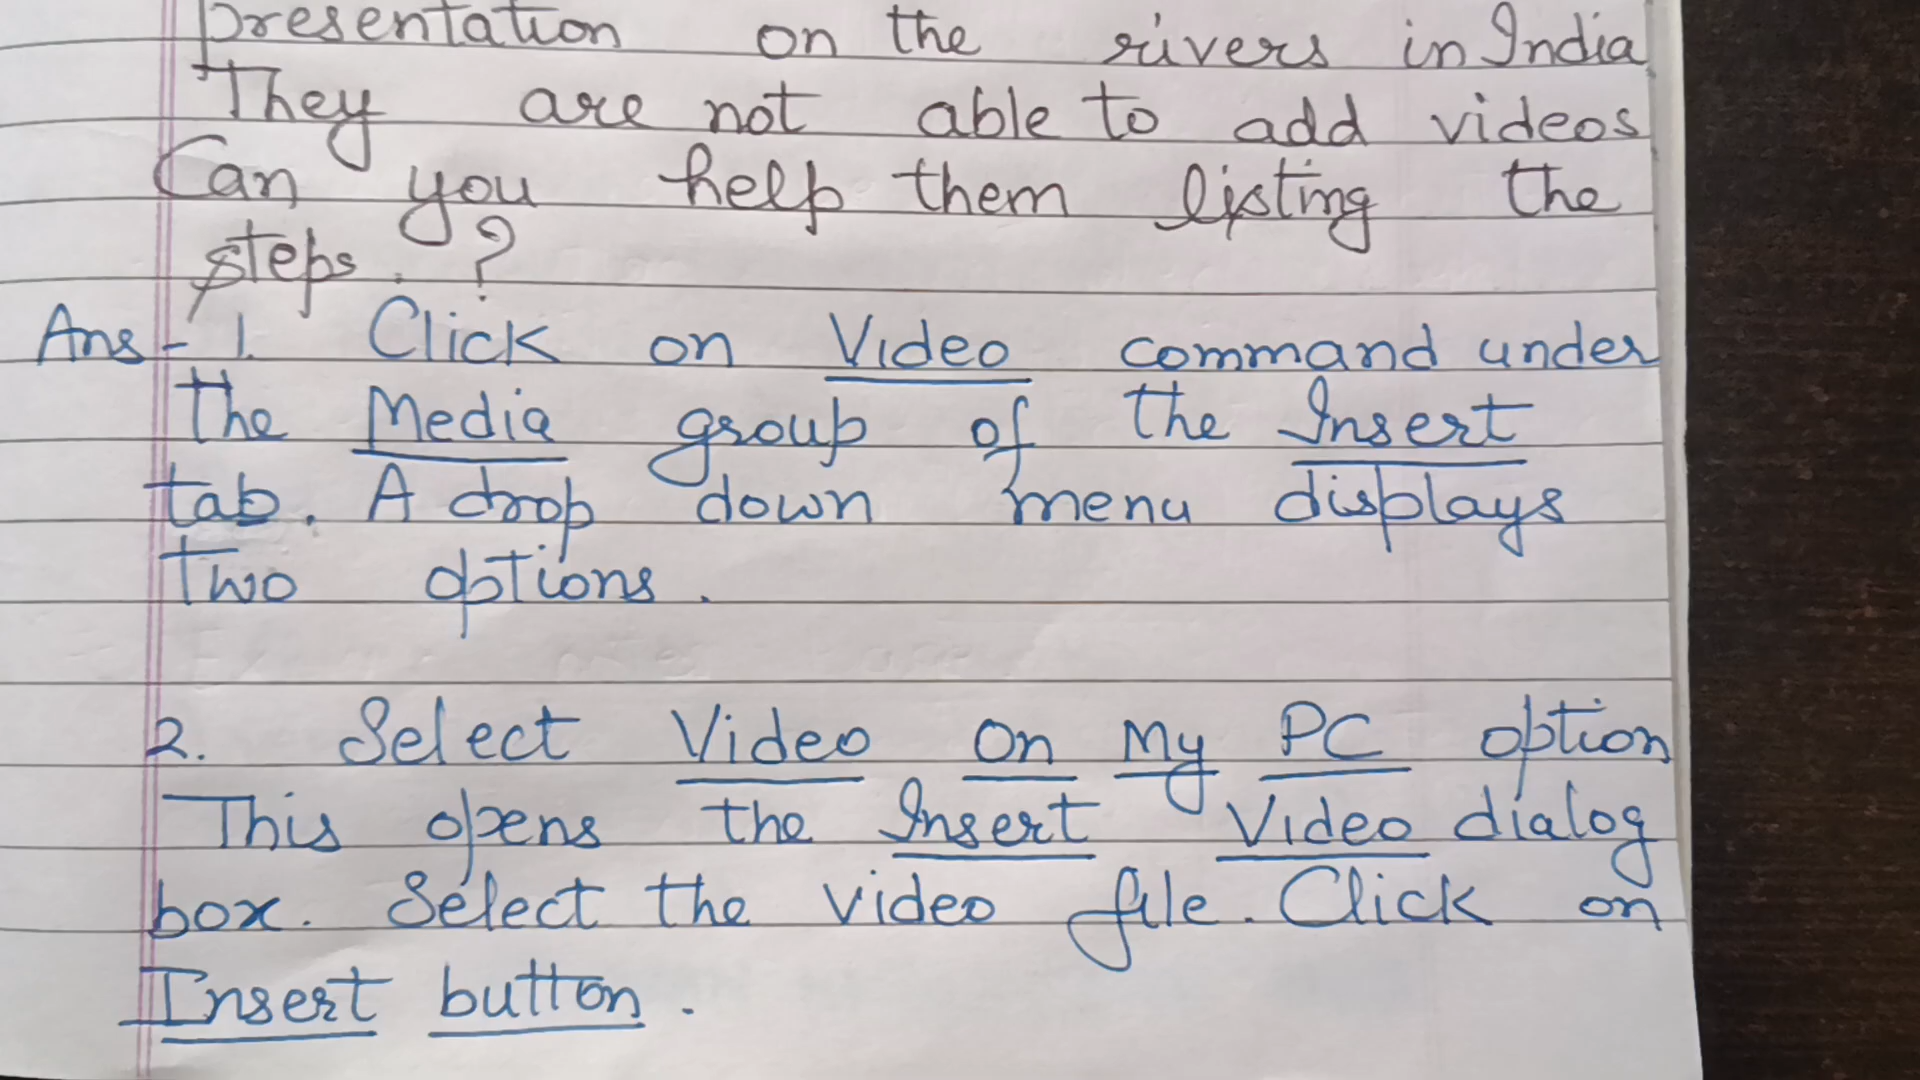 presentation on the rivers in India
They are not able to add videos
Can you help them listing the
steps. ?
Ans - 1. Click on Video command under
the Media group of the Insert
tab. A drop down menu displays
two options.
2. Select Video On My PC option
This opens the Insert Video dialog
box. Select the video file. Click on
Insert button.